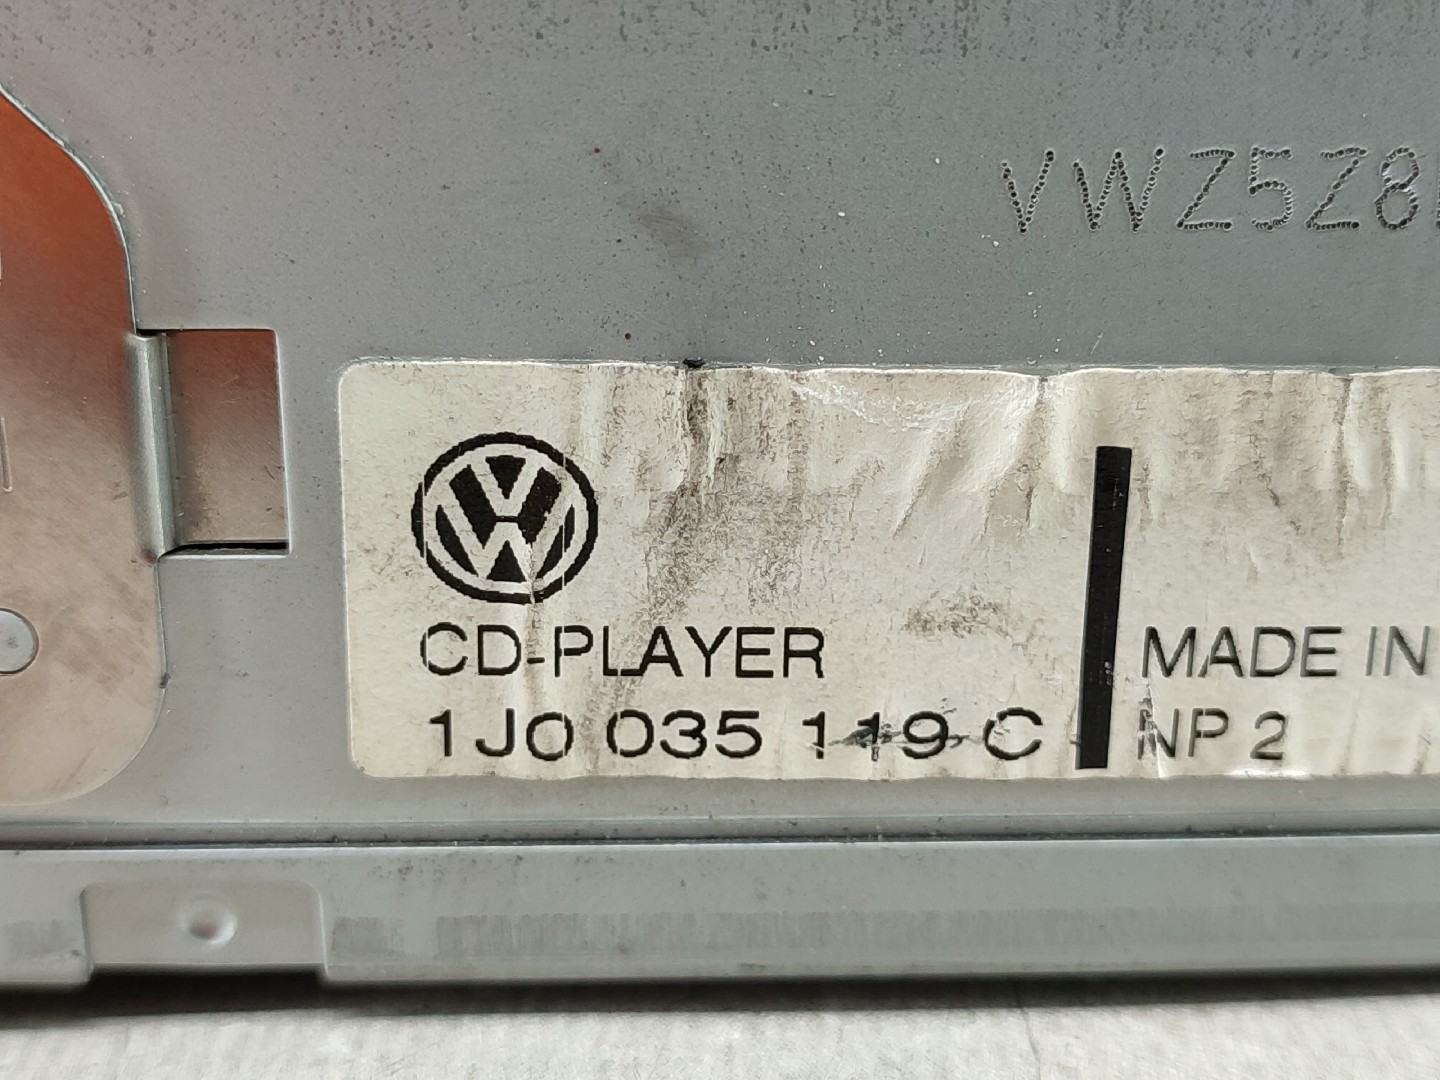 VWZ5Z8
CD-PLAYER
1J0 035 119 C
MADE IN
NP 2